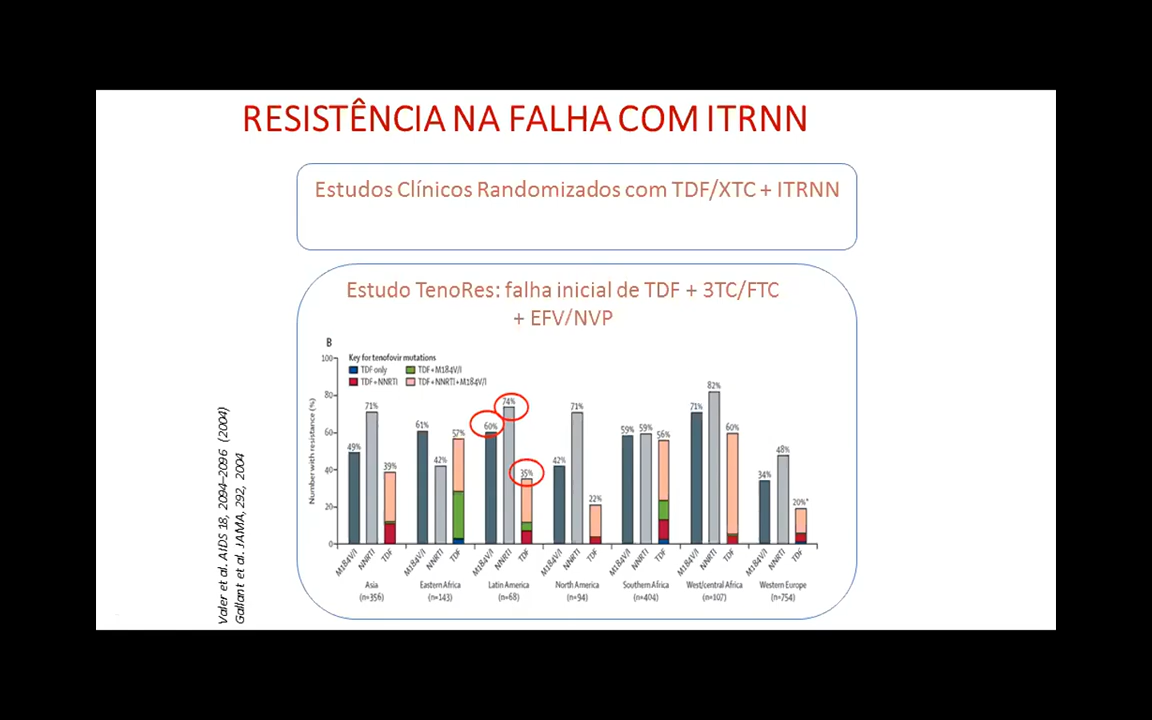 RESISTÊNCIA NA FALHA COM ITRNN
Estudos Clínicos Randomizados com TDF/XTC + ITRNN
Estudo TenoRes: falha inicial de TDF + 3TC/FTC
+ EFV/NVP
B
Key for tenofovir mutations
TDF only TDF+M184V/I
TDF+NNRTI TDF+NNRTI+M184V/I
Number with resistance (%)
100
80
60
40
20
0
49% 71% 39%
61% 42% 57%
60% 74% 35%
42% 71% 22%
59% 59% 56%
71% 82% 60%
34% 48% 20%*
M184V/I NNRTI TDF M184V/I NNRTI TDF M184V/I NNRTI TDF M184V/I NNRTI TDF M184V/I NNRTI TDF M184V/I NNRTI TDF M184V/I NNRTI TDF
Asia Eastern Africa Latin America North America Southern Africa West/central Africa Western Europe
(n=356) (n=143) (n=68) (n=94) (n=404) (n=107) (n=754)
Valer et al. AIDS 18, 2094–2096 (2004)
Gallant et al. JAMA, 292, 2004